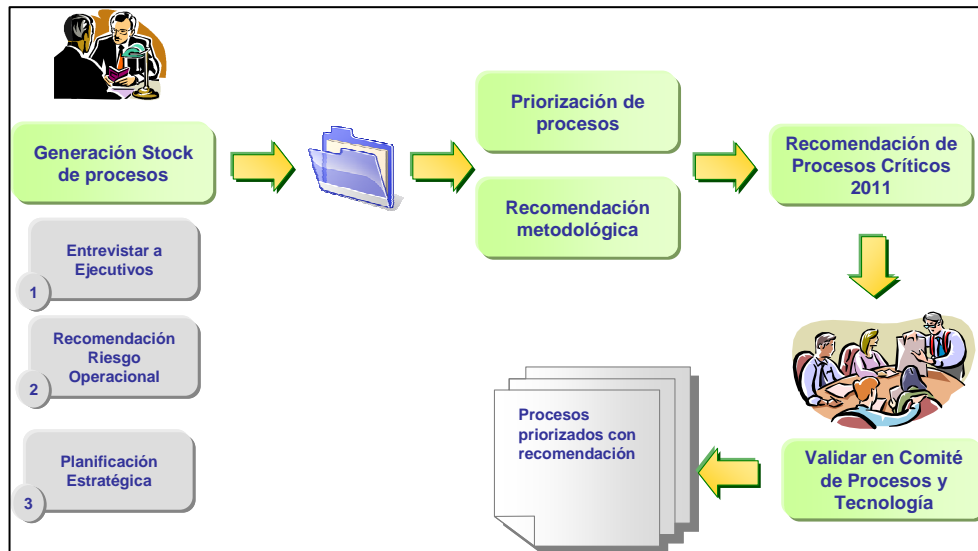 Generación Stock
de procesos
1
Entrevistar a
Ejecutivos
2
Recomendación
Riesgo
Operacional
3
Planificación
Estratégica
Priorización de
procesos
Recomendación
metodológica
Recomendación de
Procesos Críticos
2011
Validar en Comité
de Procesos y
Tecnología
Procesos
priorizados con
recomendación